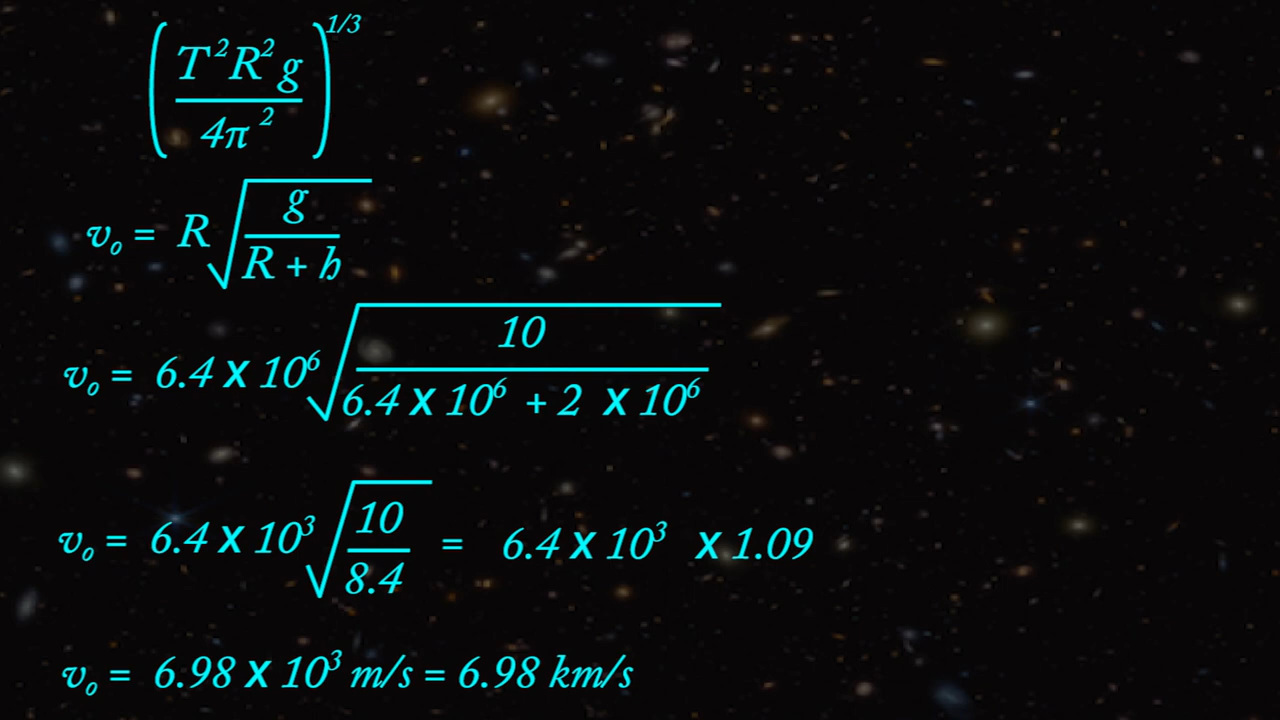 (T²R²g / 4π²)^1/3
v₀ = R√(g / R + h)
v₀ = 6.4 x 10⁶ √(10 / 6.4 x 10⁶ + 2 x 10⁶)
v₀ = 6.4 x 10³ √(10 / 8.4) = 6.4 x 10³ x 1.09
v₀ = 6.98 x 10³ m/s = 6.98 km/s